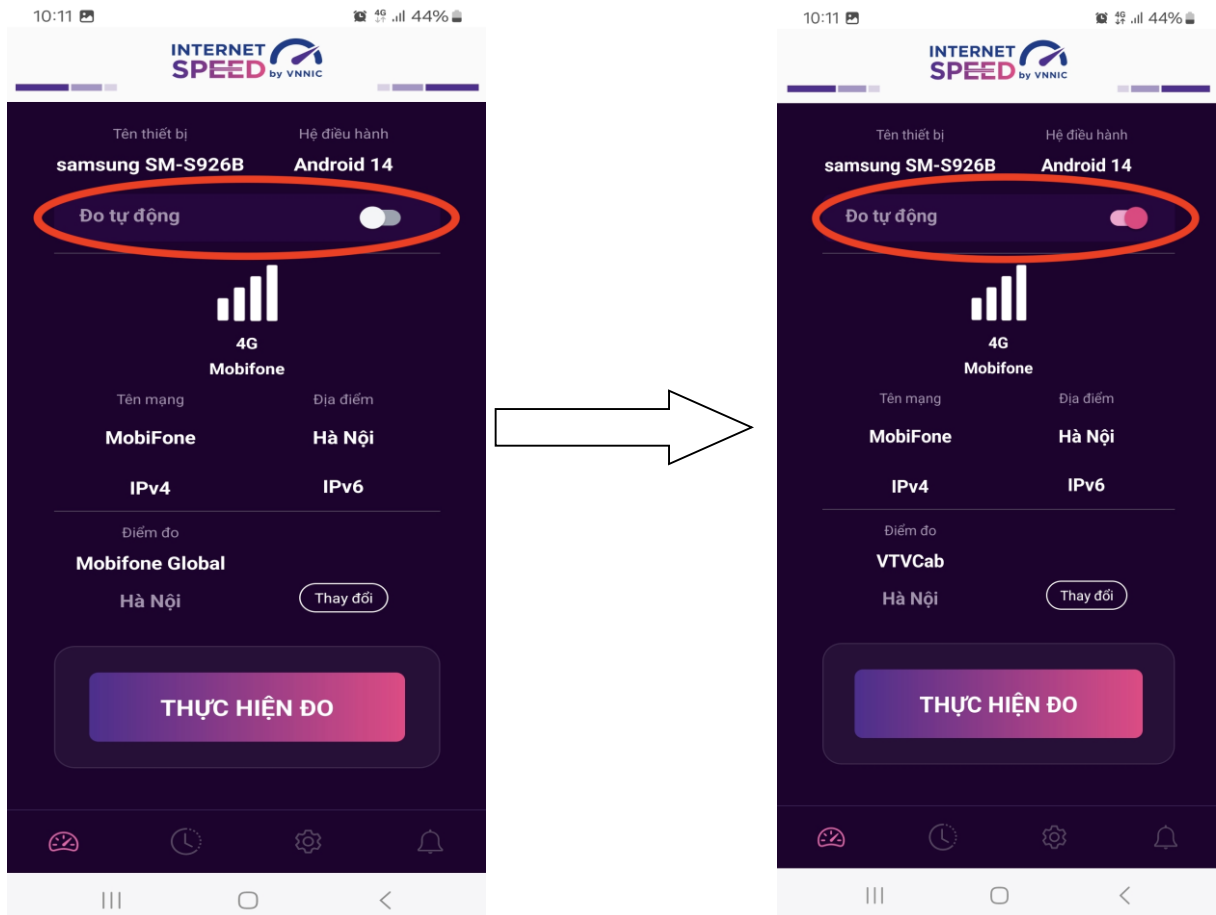 10:11 4G 44%
INTERNET
SPEED by VNNIC
Tên thiết bị Hệ điều hành
samsung SM-S926B Android 14
Đo tự động
4G
Mobifone
Tên mạng Địa điểm
MobiFone Hà Nội
IPv4 IPv6
Điểm đo
Mobifone Global
Hà Nội Thay đổi
THỰC HIỆN ĐO
10:11 4G 44%
INTERNET
SPEED by VNNIC
Tên thiết bị Hệ điều hành
samsung SM-S926B Android 14
Đo tự động
4G
Mobifone
Tên mạng Địa điểm
MobiFone Hà Nội
IPv4 IPv6
Điểm đo
VTVCab
Hà Nội Thay đổi
THỰC HIỆN ĐO